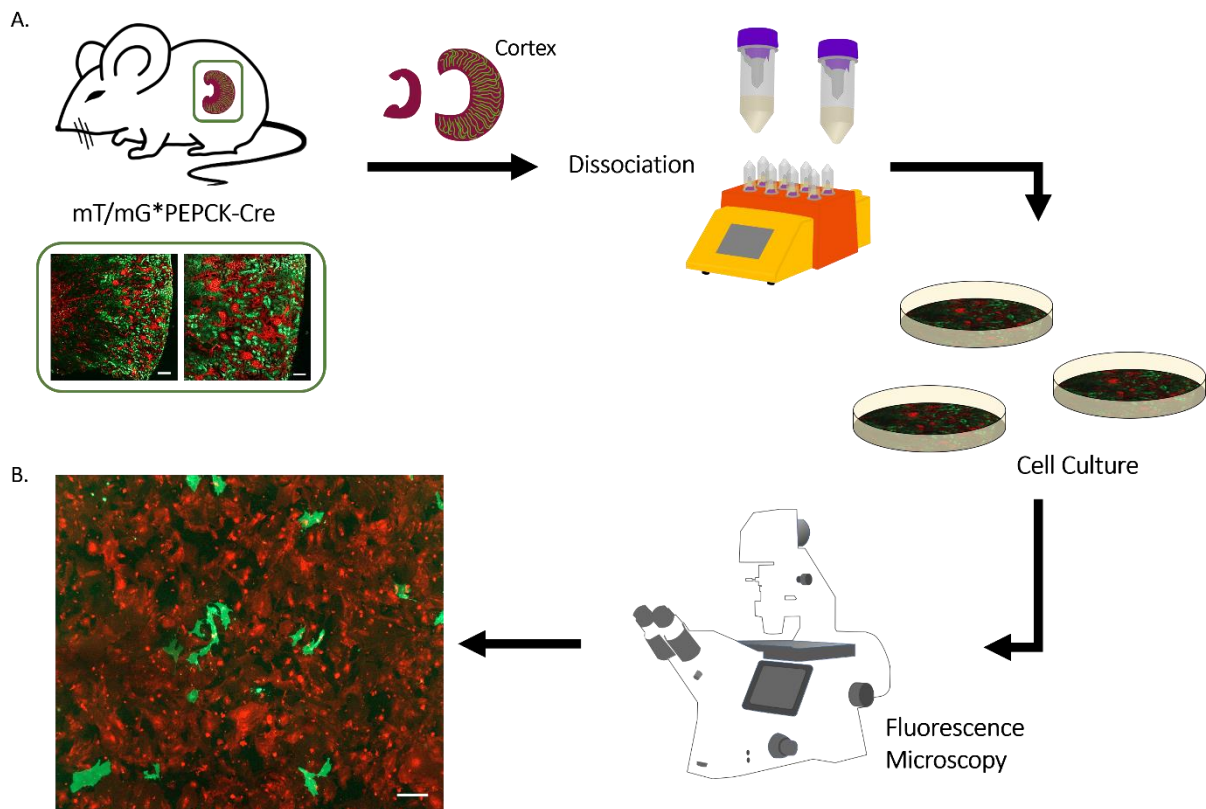 A.
Cortex
Dissociation
mT/mG*PEPCK-Cre
Cell Culture
B.
Fluorescence
Microscopy